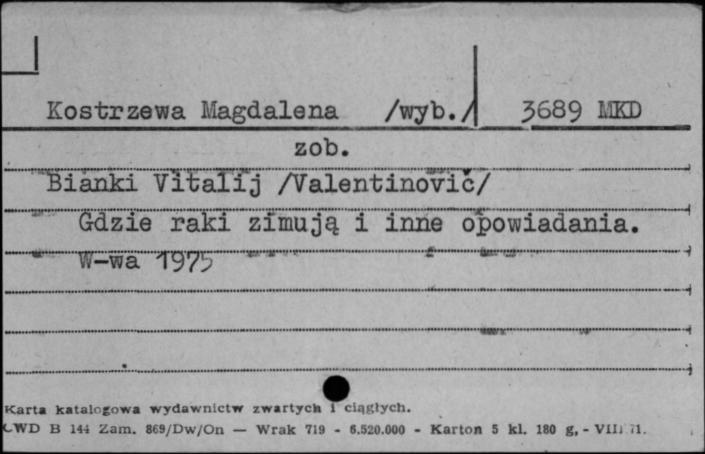 Kostrzewa Magdalena /wyb./ 3689 MKD
zob.
Bianki Vitalij /Valentinovič/
Gdzie raki zimują i inne opowiadania.
W-wa 1975
Karta katalogowa wydawnictw zwartych i ciągłych.
CWD B 144 Zam. 869/Dw/On — Wrak 719 - 6.520.000 - Karton 5 kl. 180 g, - VIII 71.